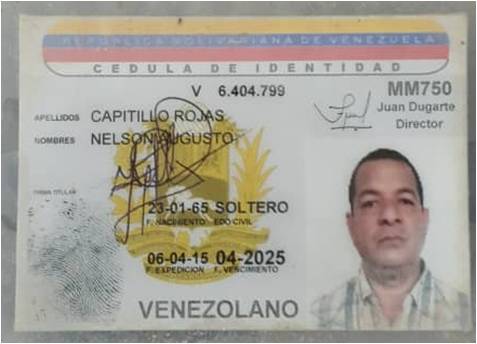 REPUBLICA BOLIVARIANA DE VENEZUELA
CEDULA DE IDENTIDAD
V 6.404.799
MM750
Juan Dugarte
Director
APELLIDOS CAPITILLO ROJAS
NOMBRES NELSON AUGUSTO
FIRMA TITULAR
23-01-65 SOLTERO
F. NACIMIENTO EDO CIVIL
06-04-15 04-2025
F. EXPEDICION F. VENCIMIENTO
VENEZOLANO